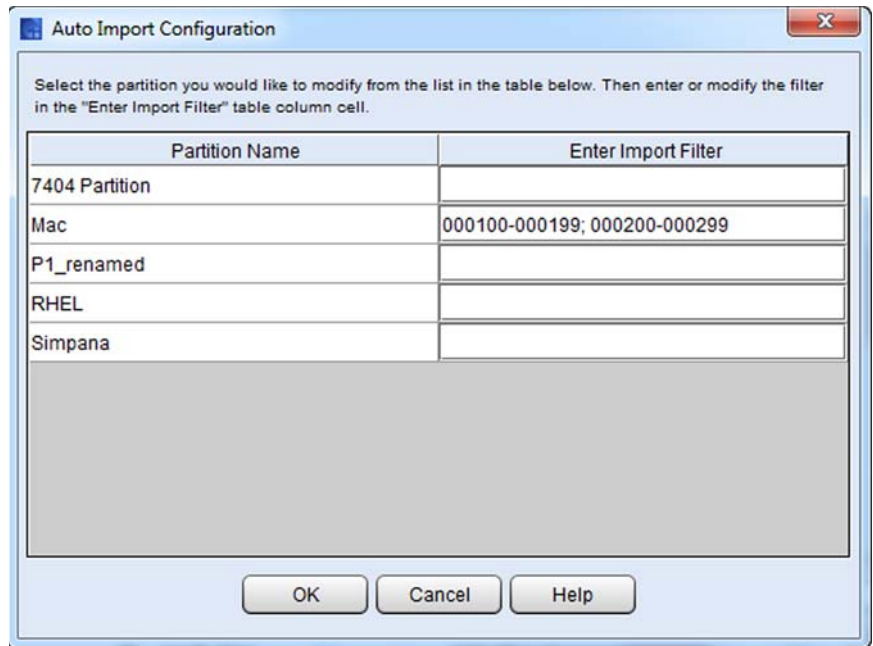 Auto Import Configuration
Select the partition you would like to modify from the list in the table below. Then enter or modify the filter
in the "Enter Import Filter" table column cell.
Partition Name Enter Import Filter
7404 Partition
Mac 000100-000199; 000200-000299
P1_renamed
RHEL
Simpana
OK Cancel Help